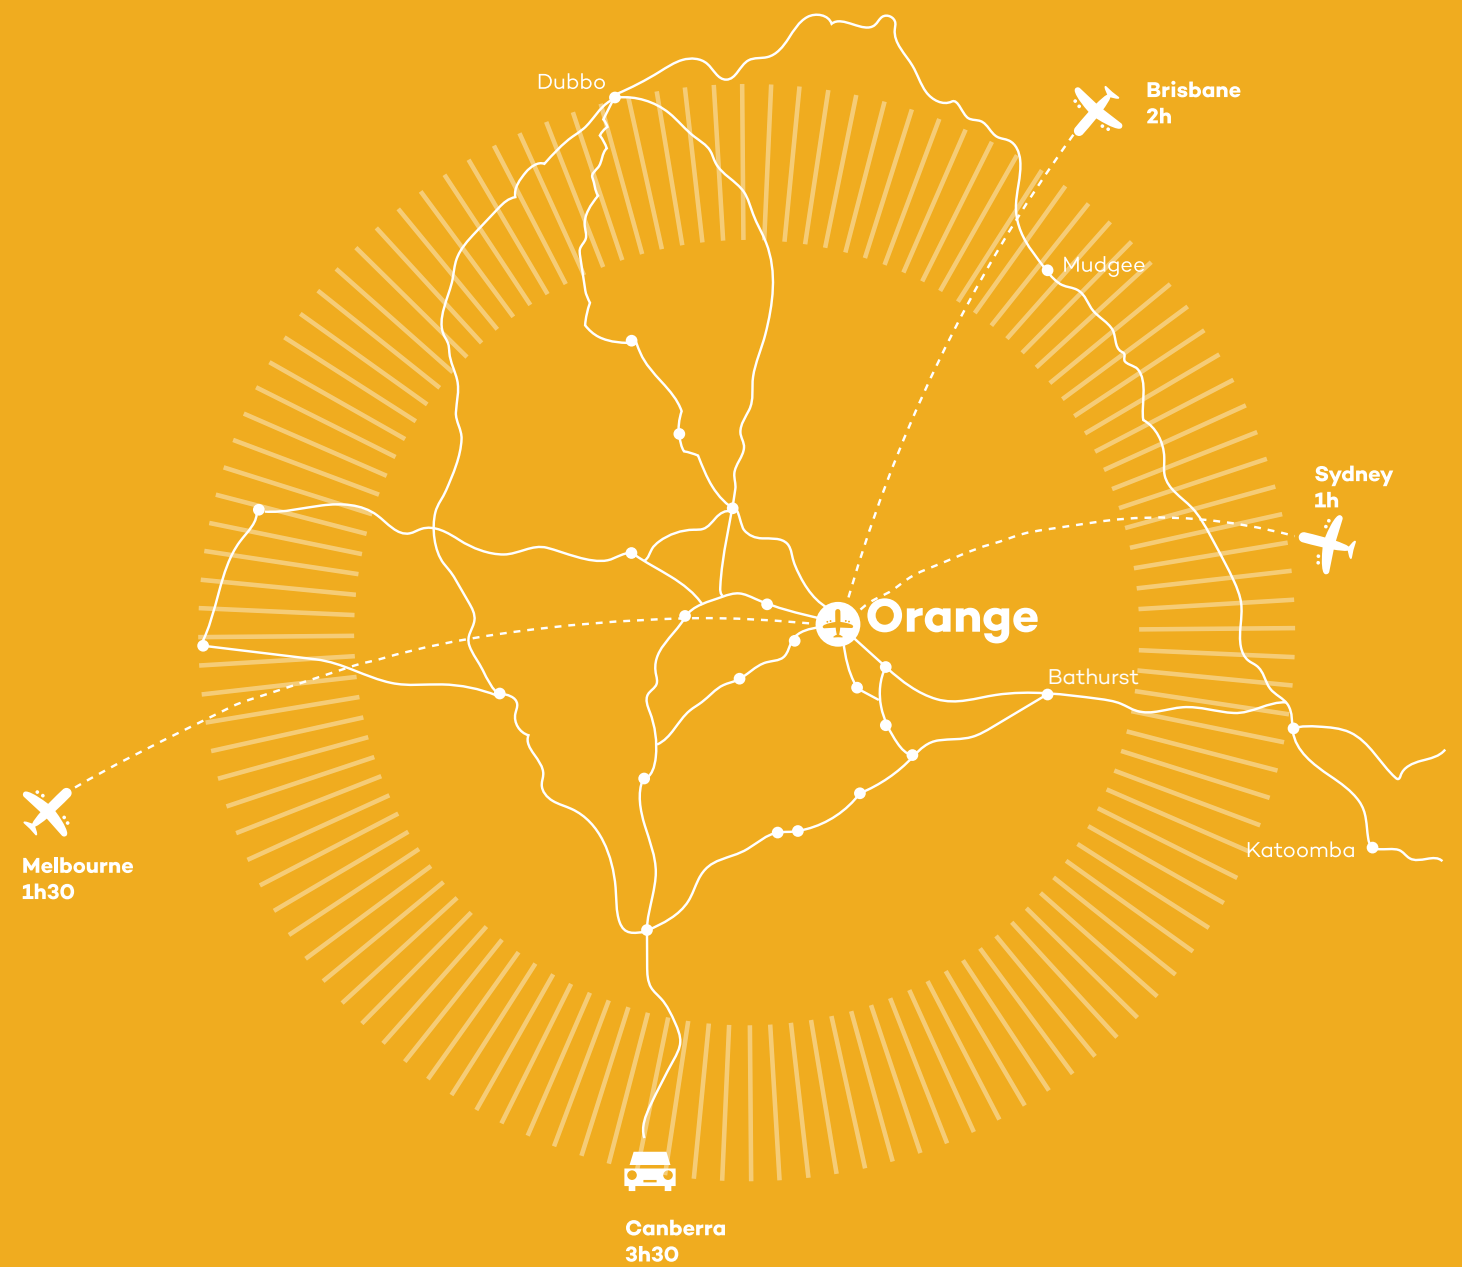 Dubbo
Brisbane
2h
Mudgee
Sydney
1h
Orange
Bathurst
Melbourne
1h30
Katoomba
Canberra
3h30